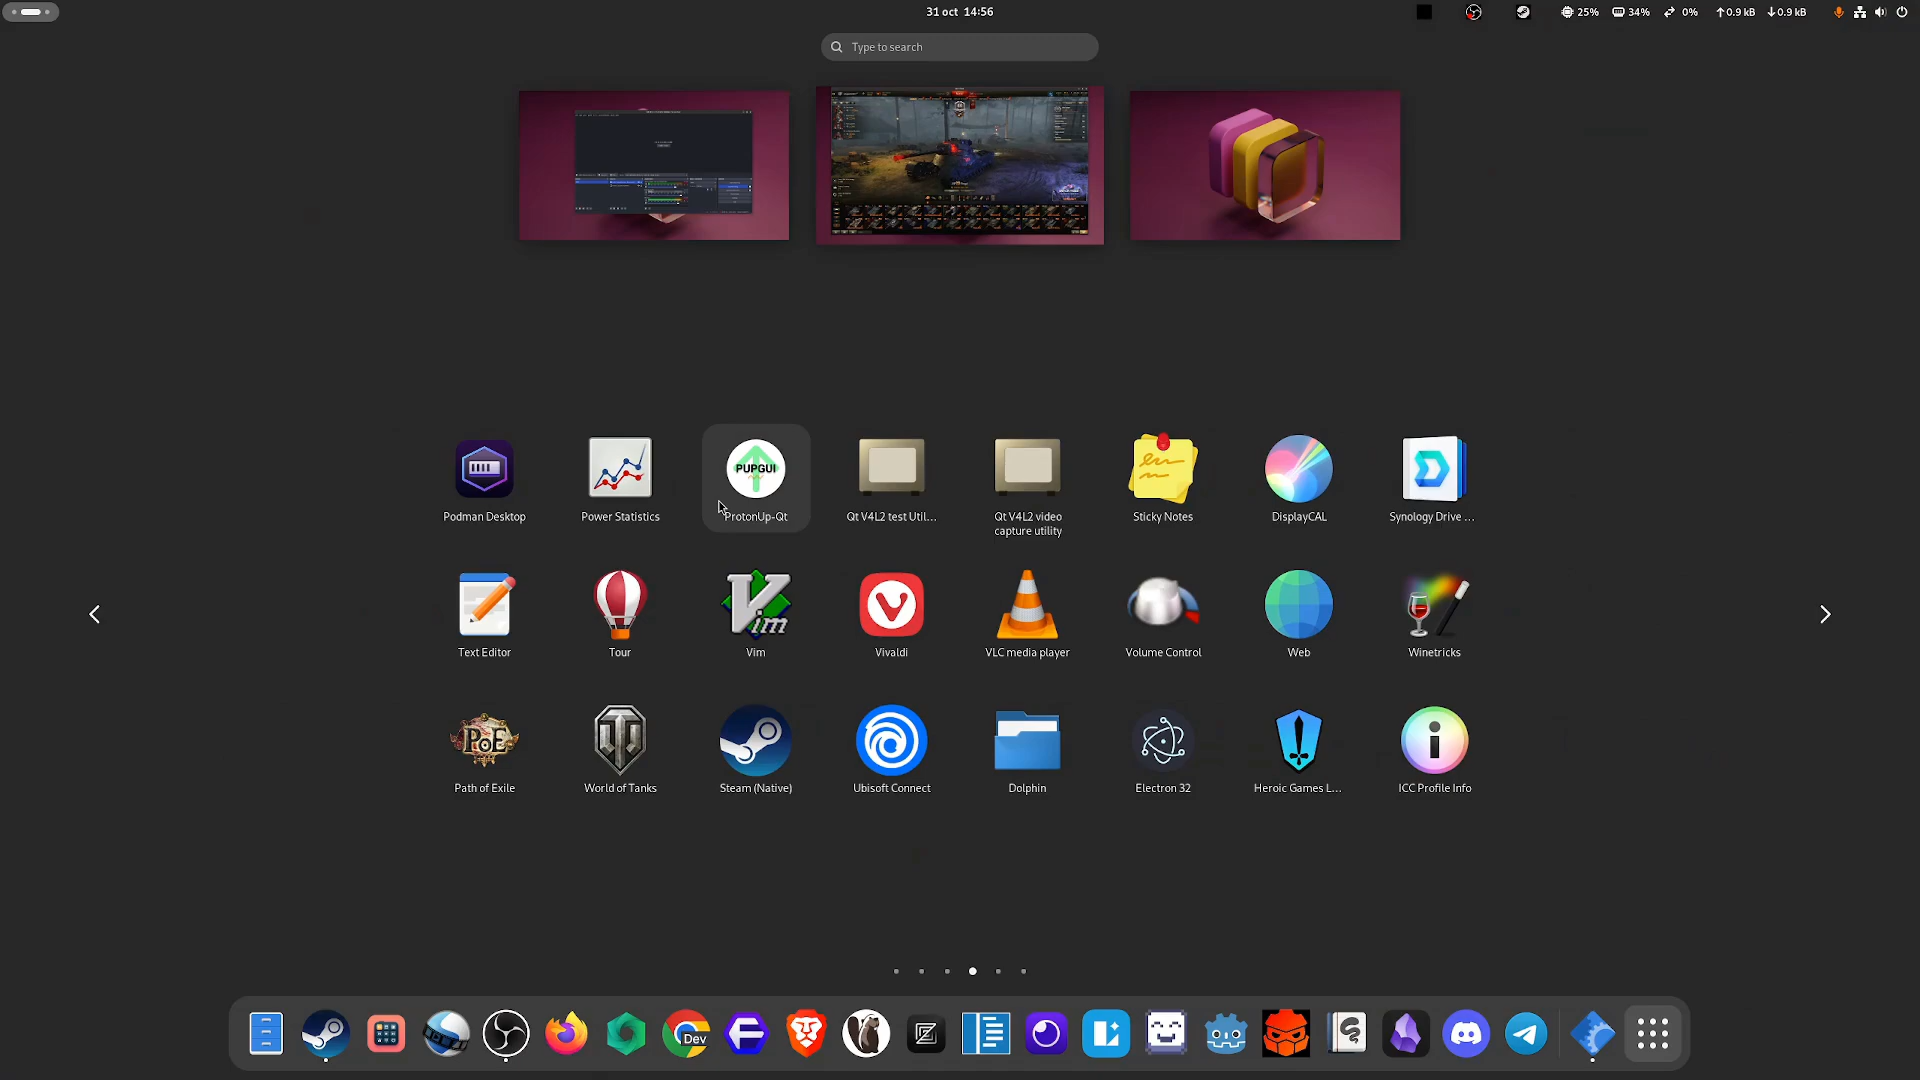 31 oct 14:56
25%
34%
0%
0.9 kB
0.9 kB
Type to search
Podman Desktop
Power Statistics
PUPGUI
ProtonUp-Qt
Qt V4L2 test Util...
Qt V4L2 video
capture utility
Sticky Notes
DisplayCAL
Synology Drive ...
Text Editor
Tour
Vim
Vivaldi
VLC media player
Volume Control
Web
Winetricks
PoE
Path of Exile
World of Tanks
Steam (Native)
Ubisoft Connect
Dolphin
Electron 32
Heroic Games L...
ICC Profile Info
Dev